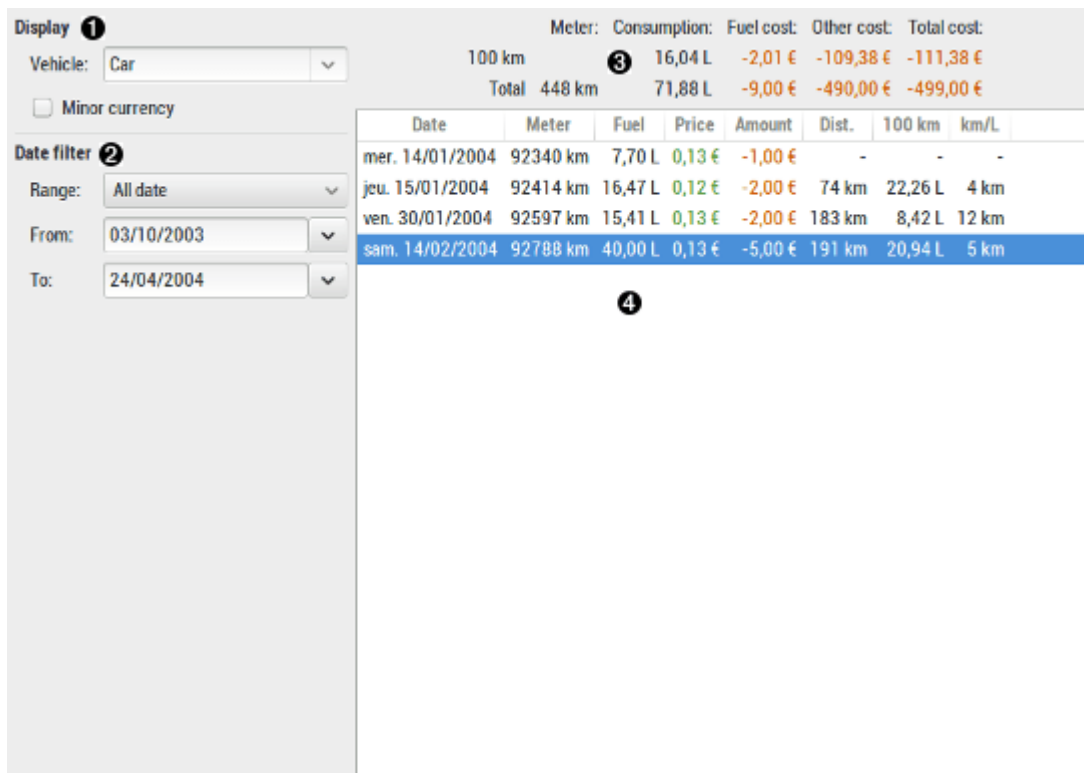 Display ❶
Vehicle: Car
Minor currency
Date filter ❷
Range: All date
From: 03/10/2003
To: 24/04/2004
Meter: Consumption: Fuel cost: Other cost: Total cost:
100 km ❸ 16,04 L -2,01 € -109,38 € -111,38 €
Total 448 km 71,88 L -9,00 € -490,00 € -499,00 €
Date Meter Fuel Price Amount Dist. 100 km km/L
mer. 14/01/2004 92340 km 7,70 L 0,13 € -1,00 € - - -
jeu. 15/01/2004 92414 km 16,47 L 0,12 € -2,00 € 74 km 22,26 L 4 km
ven. 30/01/2004 92597 km 15,41 L 0,13 € -2,00 € 183 km 8,42 L 12 km
sam. 14/02/2004 92788 km 40,00 L 0,13 € -5,00 € 191 km 20,94 L 5 km
❹